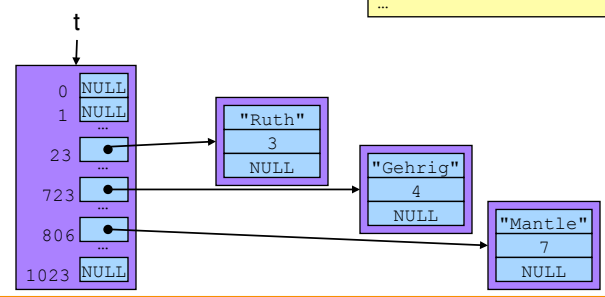 …
t
0 NULL
1 NULL
…
23
…
723
…
806
…
1023 NULL
"Ruth"
3
NULL
"Gehrig"
4
NULL
"Mantle"
7
NULL